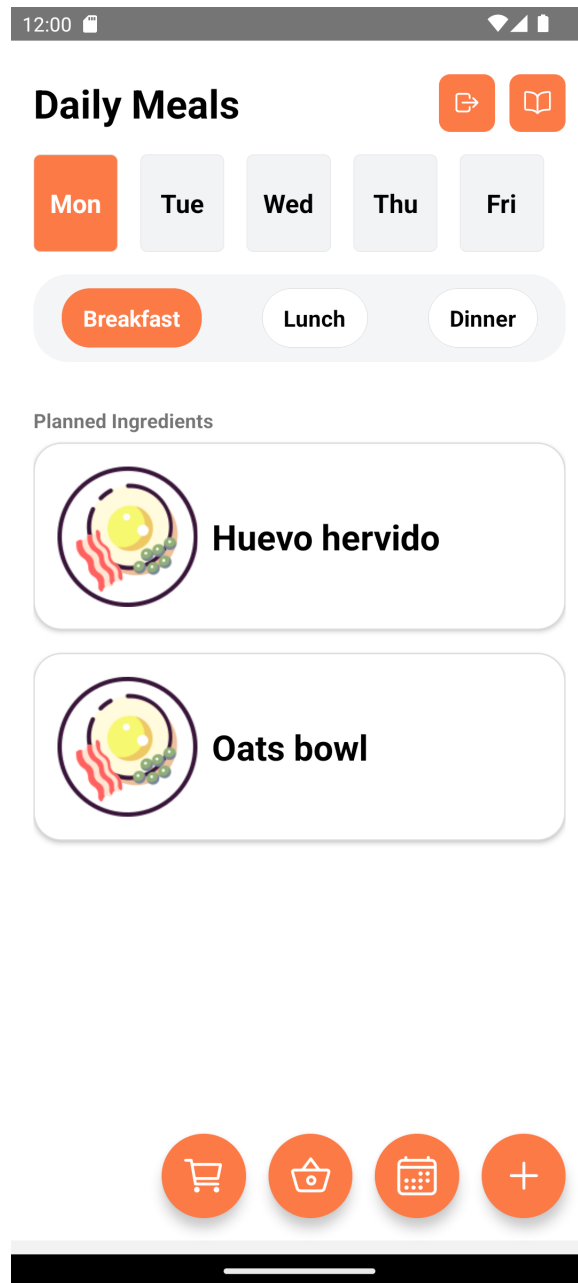 12:00
Daily Meals
Mon Tue Wed Thu Fri
Breakfast Lunch Dinner
Planned Ingredients
Huevo hervido
Oats bowl